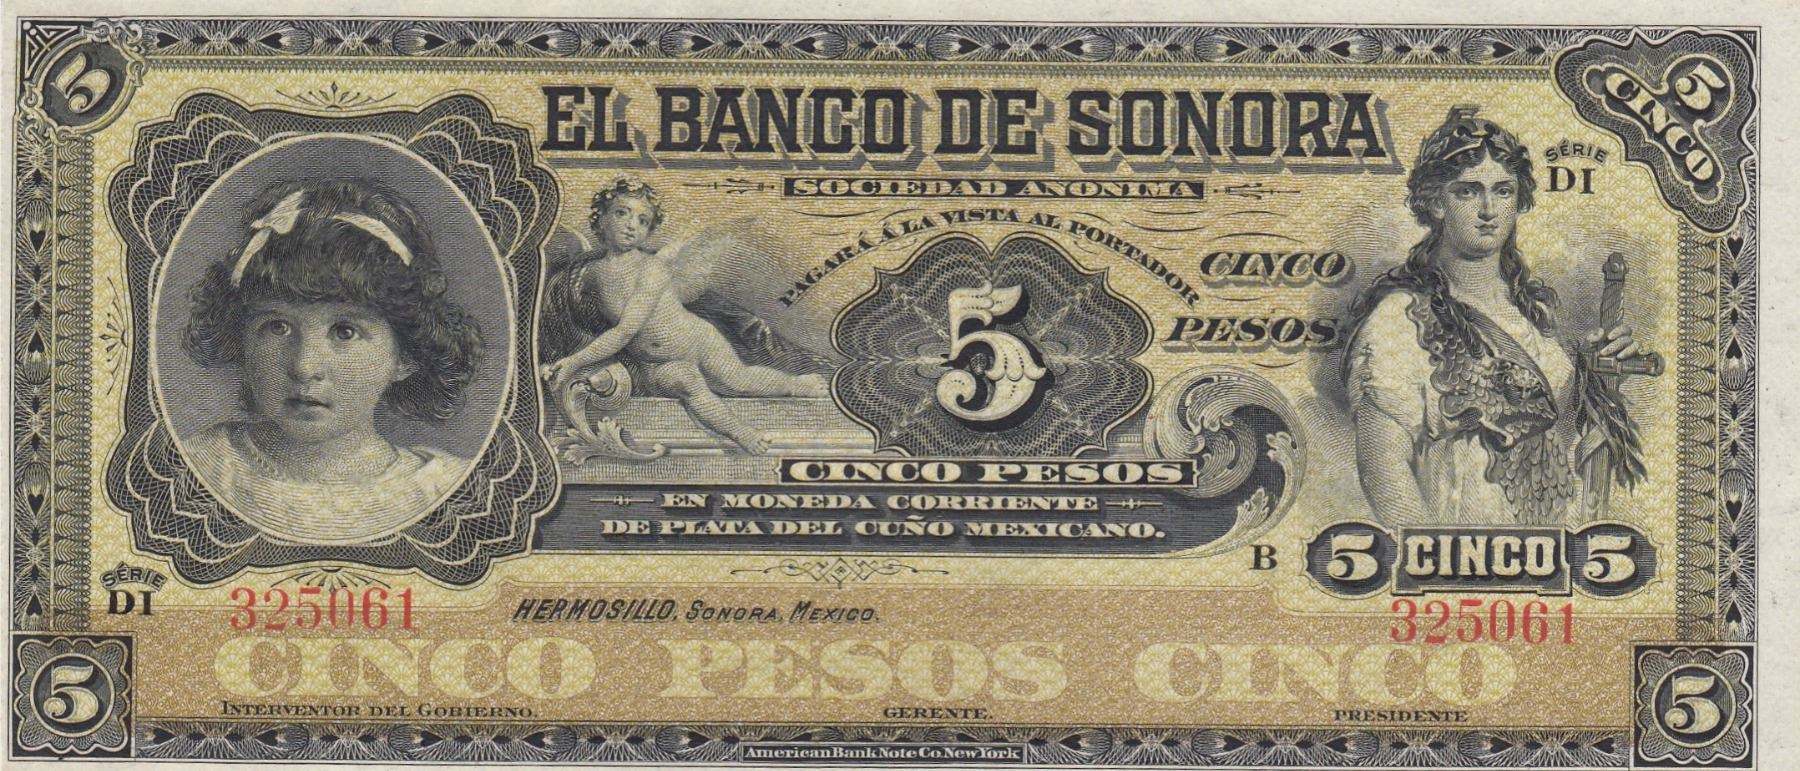 5
EL BANCO DE SONORA
5
CINCO
SOCIEDAD ANONIMA
SÉRIE
DI
PAGARÁ Á LA VISTA AL PORTADOR
CINCO
PESOS
5
CINCO PESOS
EN MONEDA CORRIENTE
DE PLATA DEL CUÑO MEXICANO.
B
5 CINCO 5
SÉRIE
DI
325061
HERMOSILLO, SONORA, MEXICO.
325061
CINCO PESOS CINCO
5
5
INTERVENTOR DEL GOBIERNO.
GERENTE.
PRESIDENTE
American Bank Note Co. New York